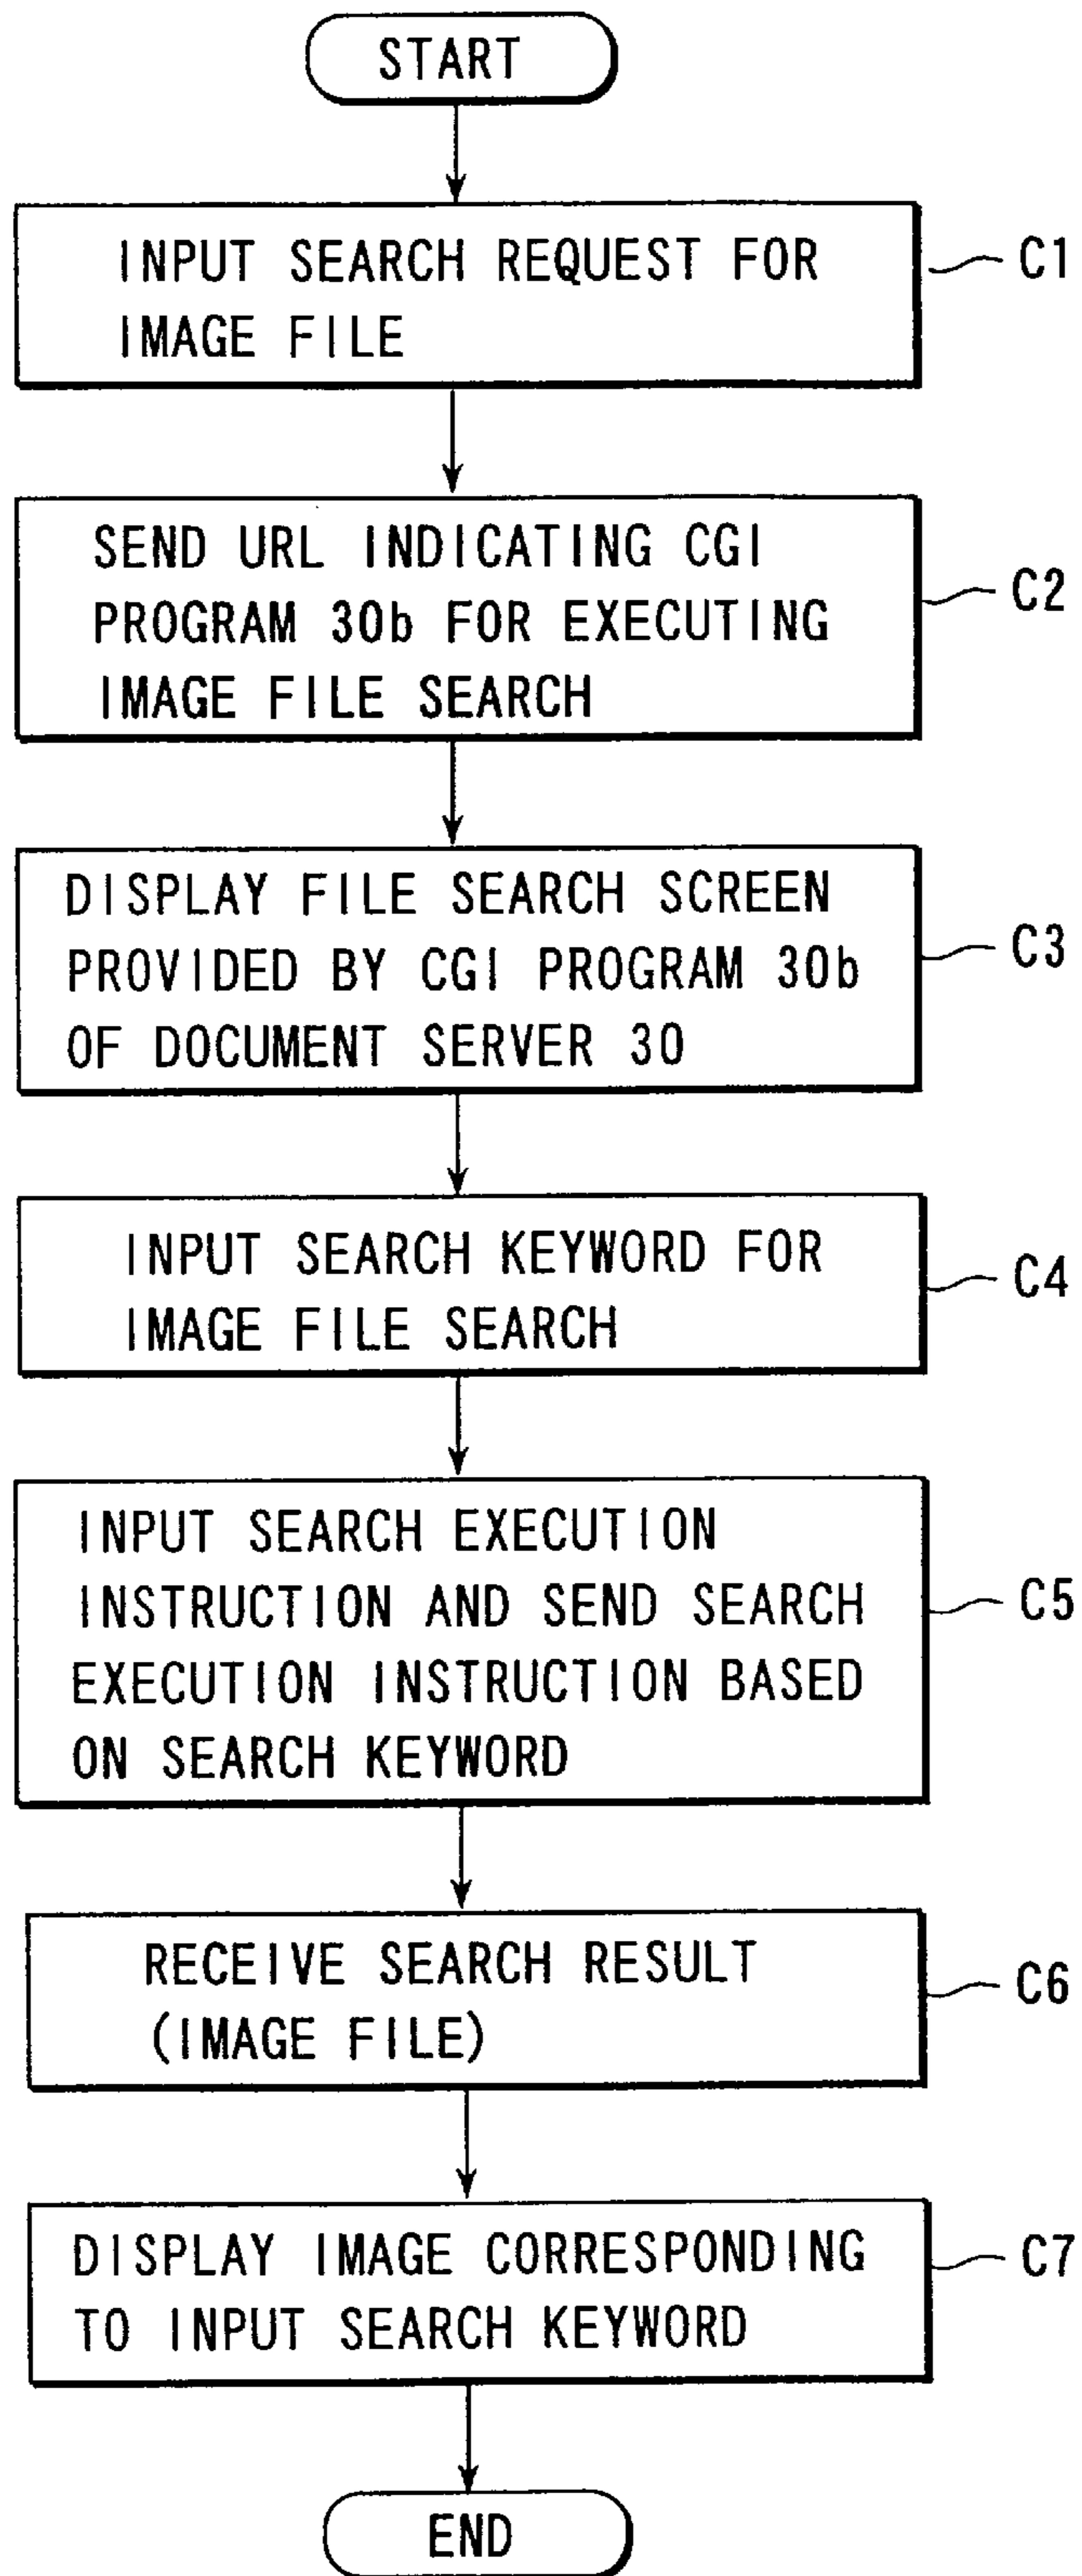 START
INPUT SEARCH REQUEST FOR
IMAGE FILE
C1
SEND URL INDICATING CGI
PROGRAM 30b FOR EXECUTING
IMAGE FILE SEARCH
C2
DISPLAY FILE SEARCH SCREEN
PROVIDED BY CGI PROGRAM 30b
OF DOCUMENT SERVER 30
C3
INPUT SEARCH KEYWORD FOR
IMAGE FILE SEARCH
C4
INPUT SEARCH EXECUTION
INSTRUCTION AND SEND SEARCH
EXECUTION INSTRUCTION BASED
ON SEARCH KEYWORD
C5
RECEIVE SEARCH RESULT
(IMAGE FILE)
C6
DISPLAY IMAGE CORRESPONDING
TO INPUT SEARCH KEYWORD
C7
END